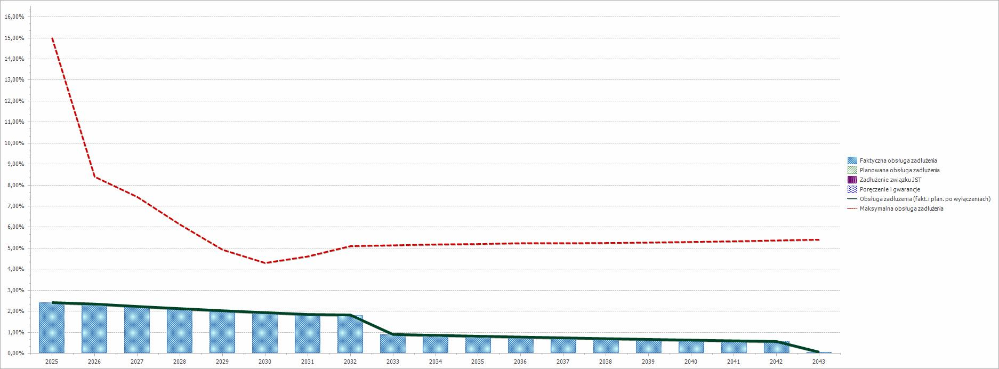 16,00%
15,00%
14,00%
13,00%
12,00%
11,00%
10,00%
9,00%
8,00%
7,00%
6,00%
5,00%
4,00%
3,00%
2,00%
1,00%
0,00%
2025 2026 2027 2028 2029 2030 2031 2032 2033 2034 2035 2036 2037 2038 2039 2040 2041 2042 2043
Faktyczna obsługa zadłużenia
Planowana obsługa zadłużenia
Zadłużenie związku JST
Poręczenie i gwarancje
Obsługa zadłużenia (fakt. i plan. po wyłączeniach)
Maksymalna obsługa zadłużenia